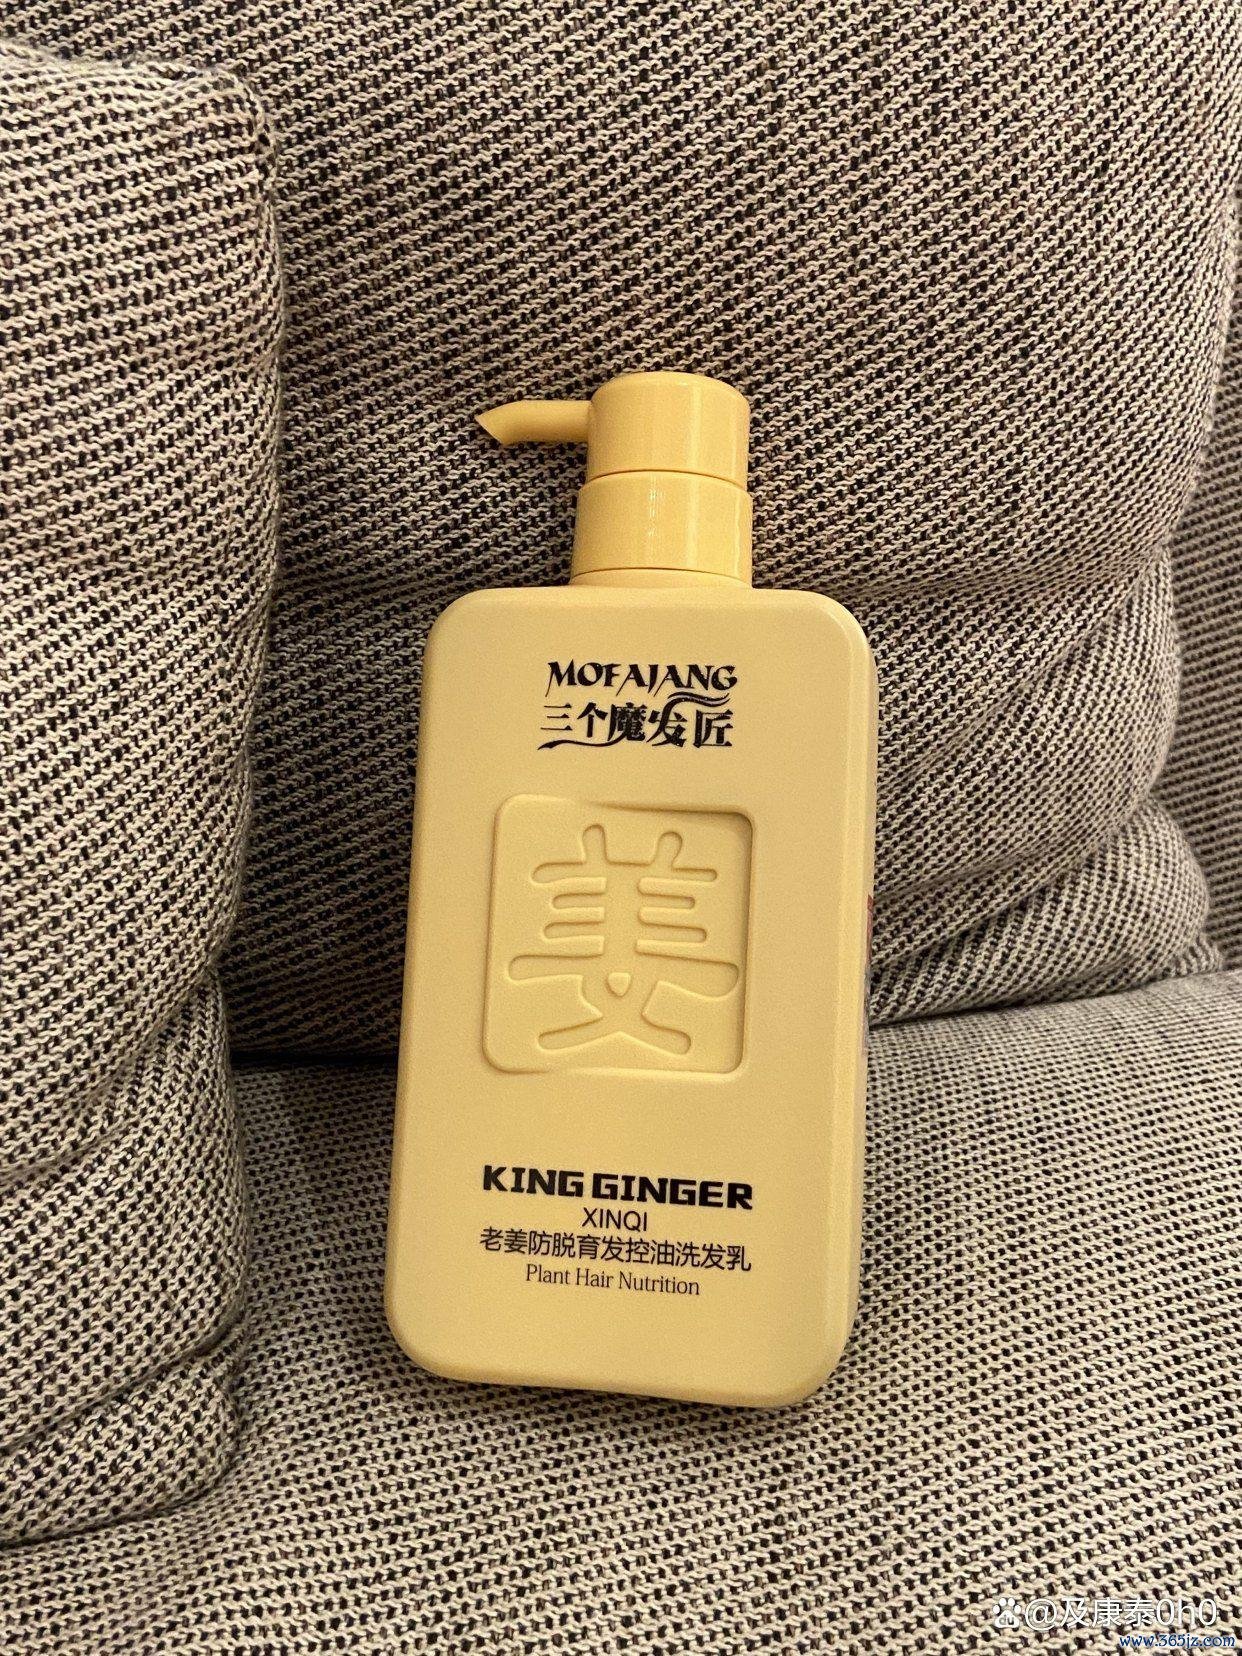 MOFAJANG
三个魔发匠
姜
KING GINGER
XINQI
老姜防脱育发控油洗发乳
Plant Hair Nutrition
@及康泰0h0
www.365jz.com